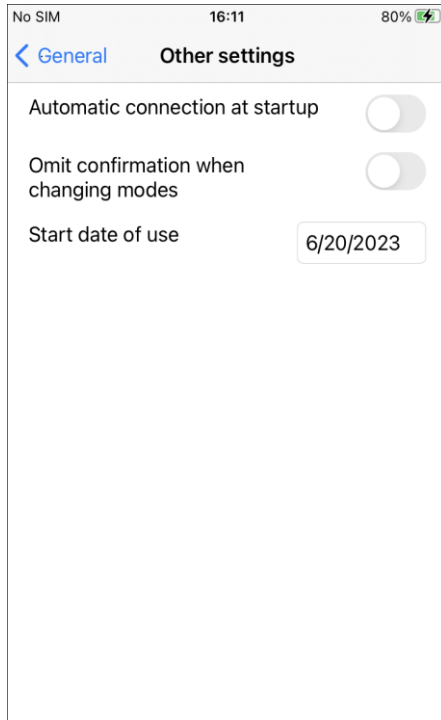 No SIM 16:11 80%
General Other settings
Automatic connection at startup
Omit confirmation when
changing modes
Start date of use 6/20/2023